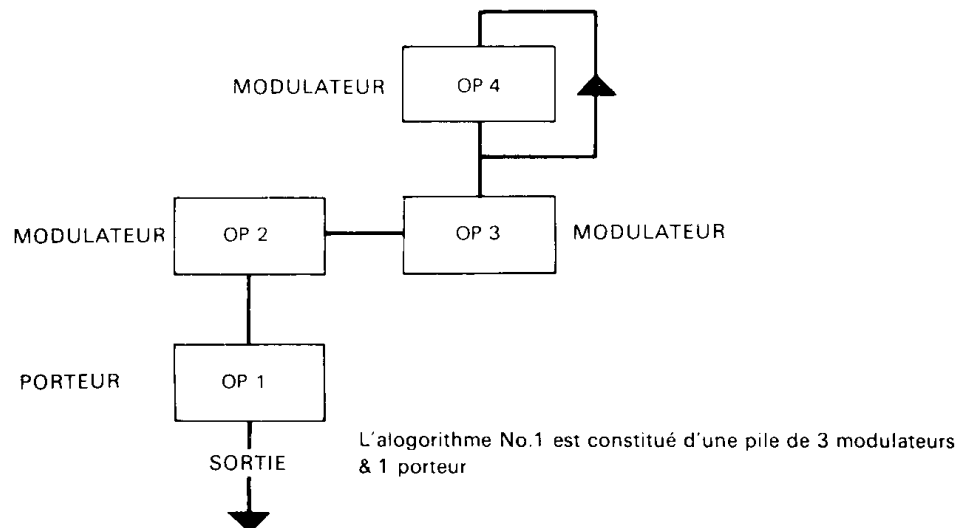 MODULATEUR OP 4
MODULATEUR OP 2 OP 3 MODULATEUR
PORTEUR OP 1
SORTIE
L'alogorithme No.1 est constitué d'une pile de 3 modulateurs
& 1 porteur